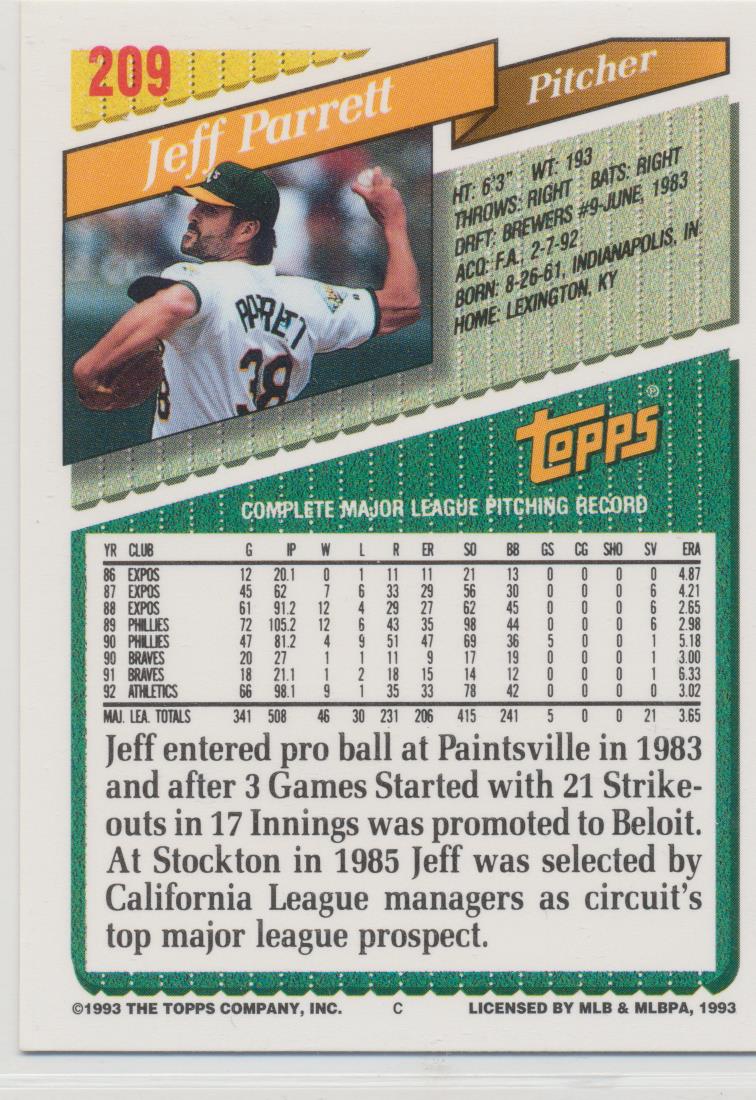 209
Jeff Parrett
Pitcher
HT: 6'3" WT: 193
THROWS: RIGHT BATS: RIGHT
DRFT: BREWERS #9-JUNE, 1983
ACQ: F.A., 2-7-92
BORN: 8-26-61, INDIANAPOLIS, IN
HOME: LEXINGTON, KY
A's
PARRETT
38
38
TOPPS ®
COMPLETE MAJOR LEAGUE PITCHING RECORD
YR CLUB G IP W L R ER SO BB GS CG SHO SV ERA
86 EXPOS 12 20.1 0 1 11 11 21 13 0 0 0 0 4.87
87 EXPOS 45 62 7 6 33 29 56 30 0 0 0 6 4.21
88 EXPOS 61 91.2 12 4 29 27 62 45 0 0 0 6 2.65
89 PHILLIES 72 105.2 12 6 43 35 98 44 0 0 0 6 2.98
90 PHILLIES 47 81.2 4 9 51 47 69 36 5 0 0 1 5.18
90 BRAVES 20 27 1 1 11 9 17 19 0 0 0 1 3.00
91 BRAVES 18 21.1 1 2 18 15 14 12 0 0 0 1 6.33
92 ATHLETICS 66 98.1 9 1 35 33 78 42 0 0 0 0 3.02
MAJ. LEA. TOTALS 341 508 46 30 231 206 415 241 5 0 0 21 3.65
Jeff entered pro ball at Paintsville in 1983
and after 3 Games Started with 21 Strike-
outs in 17 Innings was promoted to Beloit.
At Stockton in 1985 Jeff was selected by
California League managers as circuit's
top major league prospect.
©1993 THE TOPPS COMPANY, INC. C LICENSED BY MLB & MLBPA, 1993